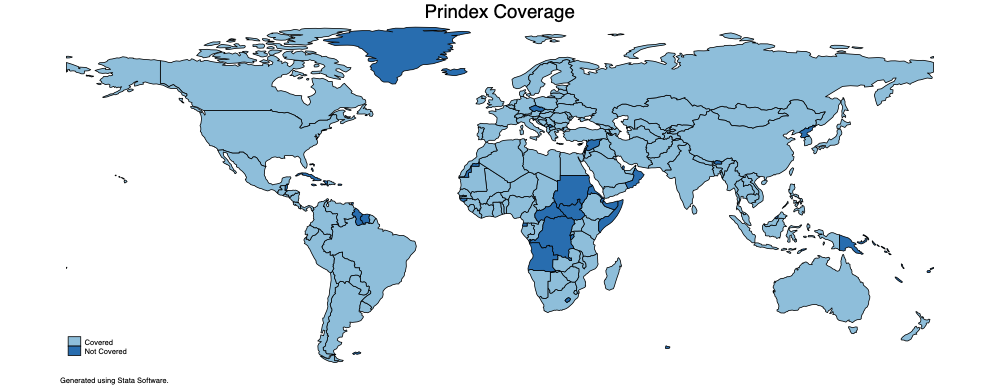 Prindex Coverage
Covered
Not Covered
Generated using Stata Software.